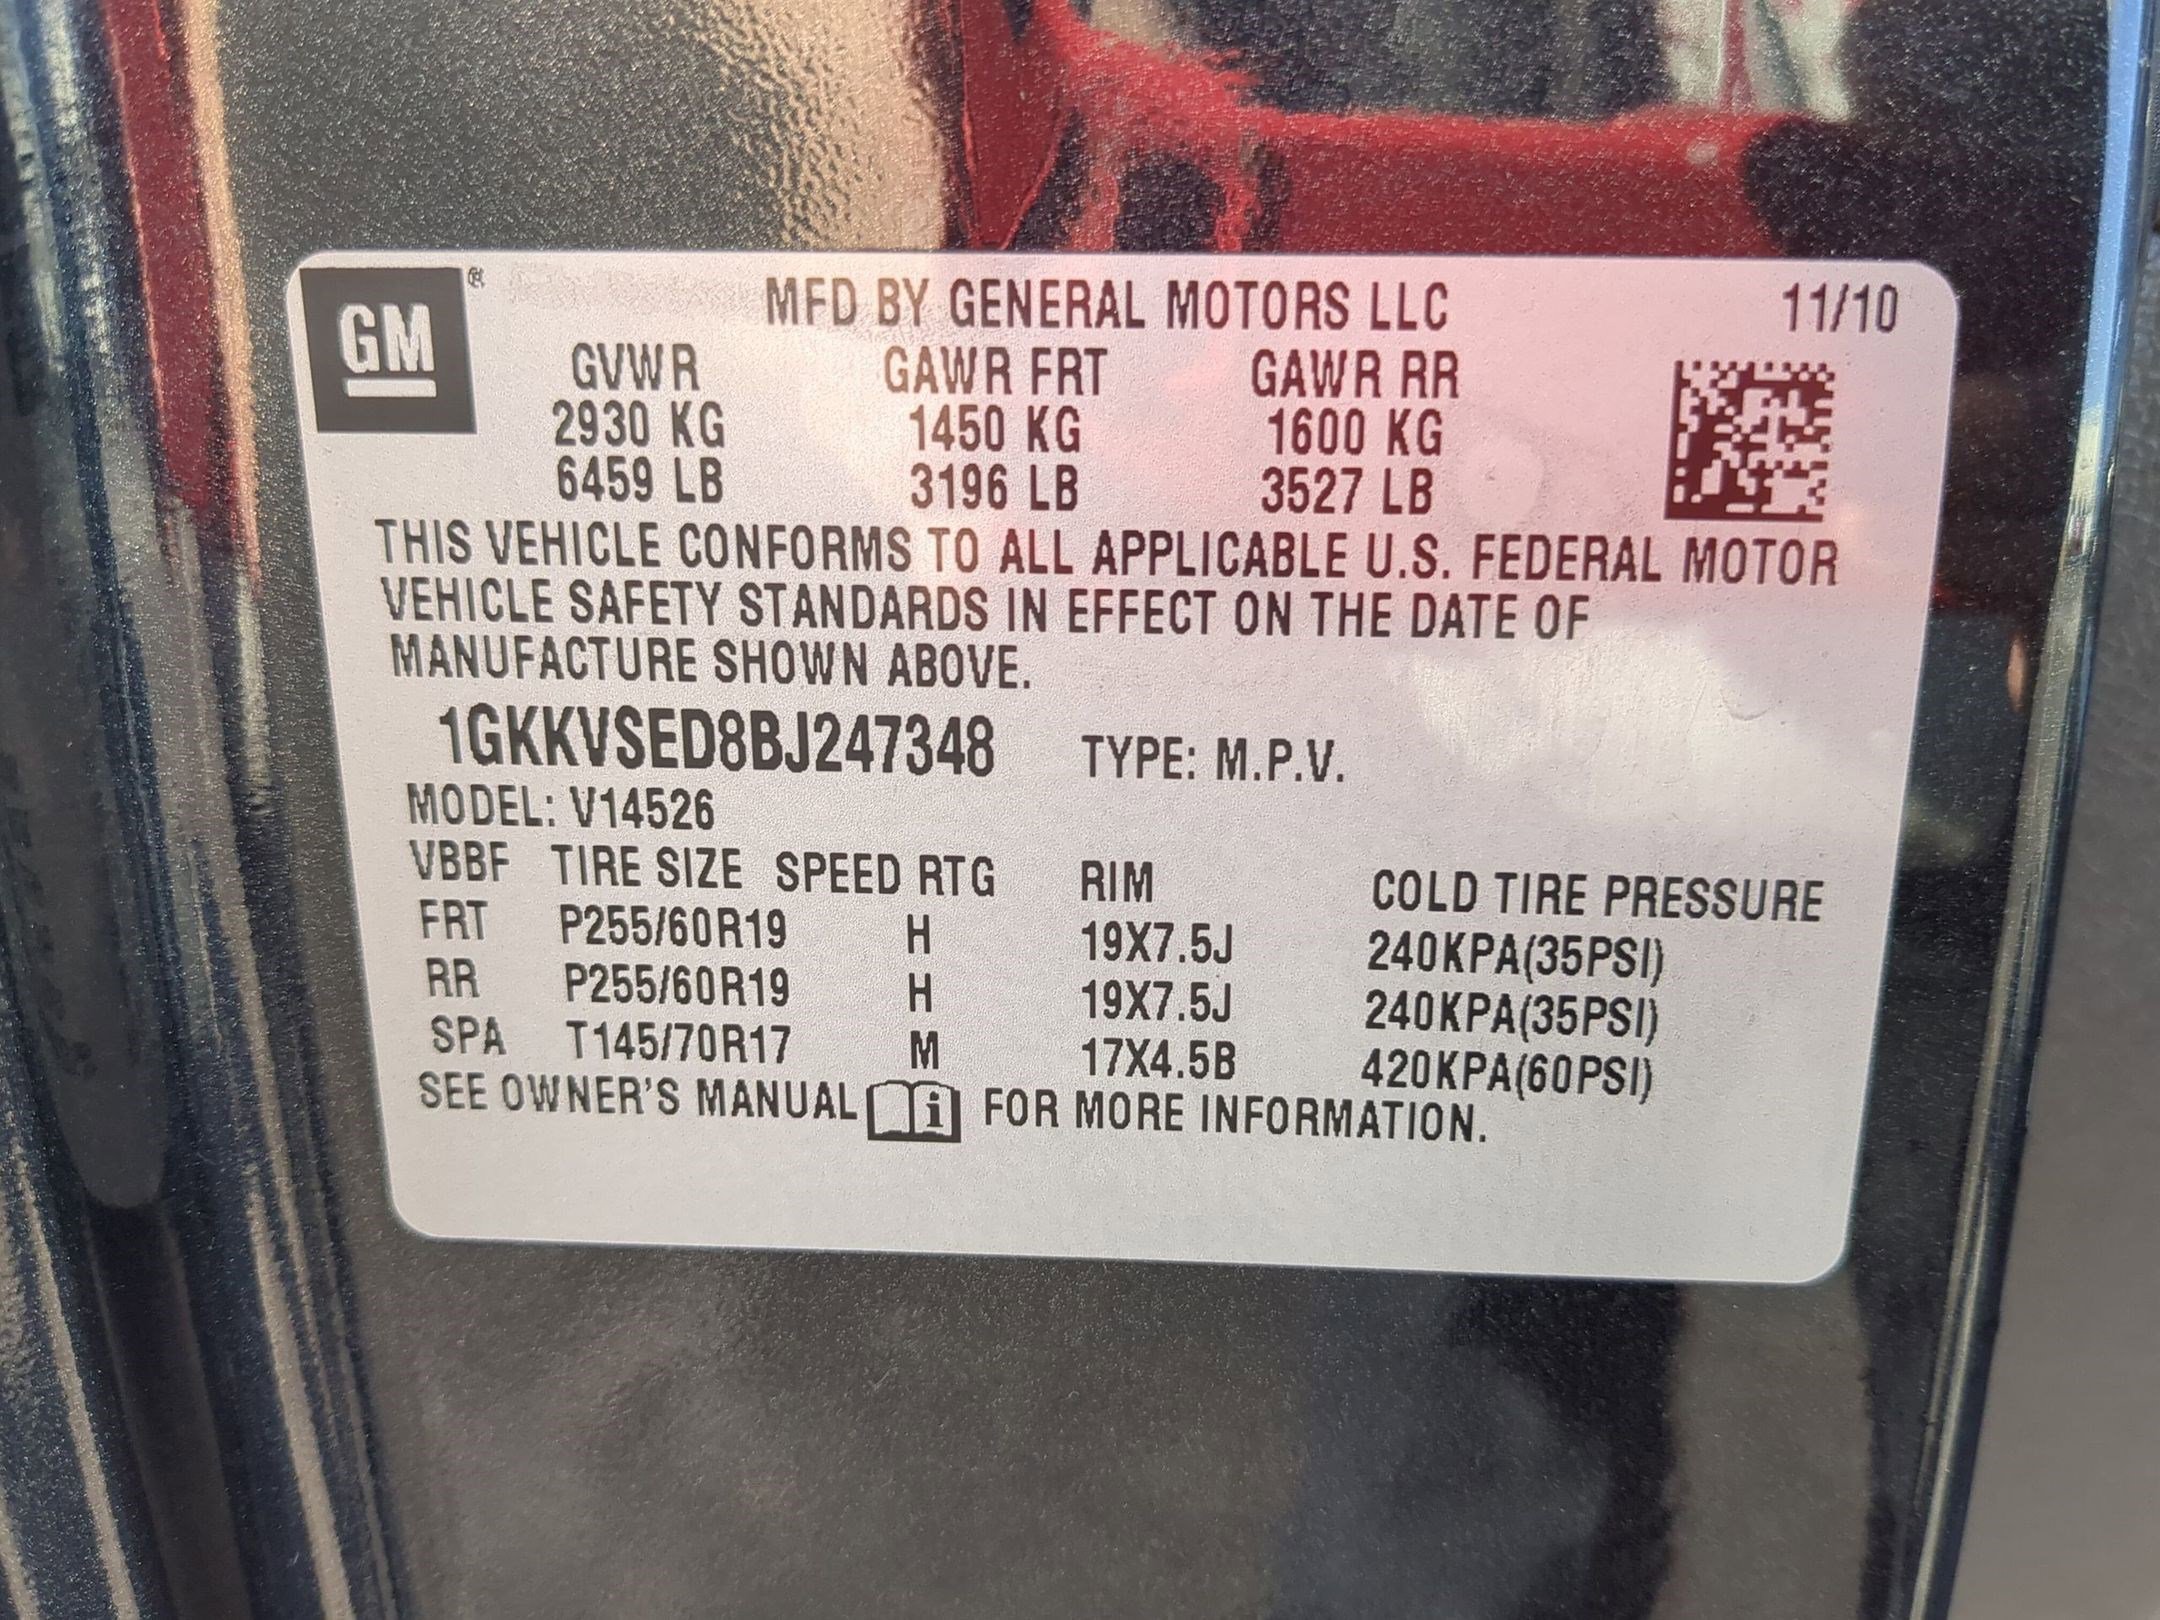 GM ®
MFD BY GENERAL MOTORS LLC 11/10
GVWR GAWR FRT GAWR RR
2930 KG 1450 KG 1600 KG
6459 LB 3196 LB 3527 LB
THIS VEHICLE CONFORMS TO ALL APPLICABLE U.S. FEDERAL MOTOR
VEHICLE SAFETY STANDARDS IN EFFECT ON THE DATE OF
MANUFACTURE SHOWN ABOVE.
1GKKVSED8BJ247348 TYPE: M.P.V.
MODEL: V14526
VBBF TIRE SIZE SPEED RTG RIM COLD TIRE PRESSURE
FRT P255/60R19 H 19X7.5J 240KPA(35PSI)
RR P255/60R19 H 19X7.5J 240KPA(35PSI)
SPA T145/70R17 M 17X4.5B 420KPA(60PSI)
SEE OWNER'S MANUAL i FOR MORE INFORMATION.